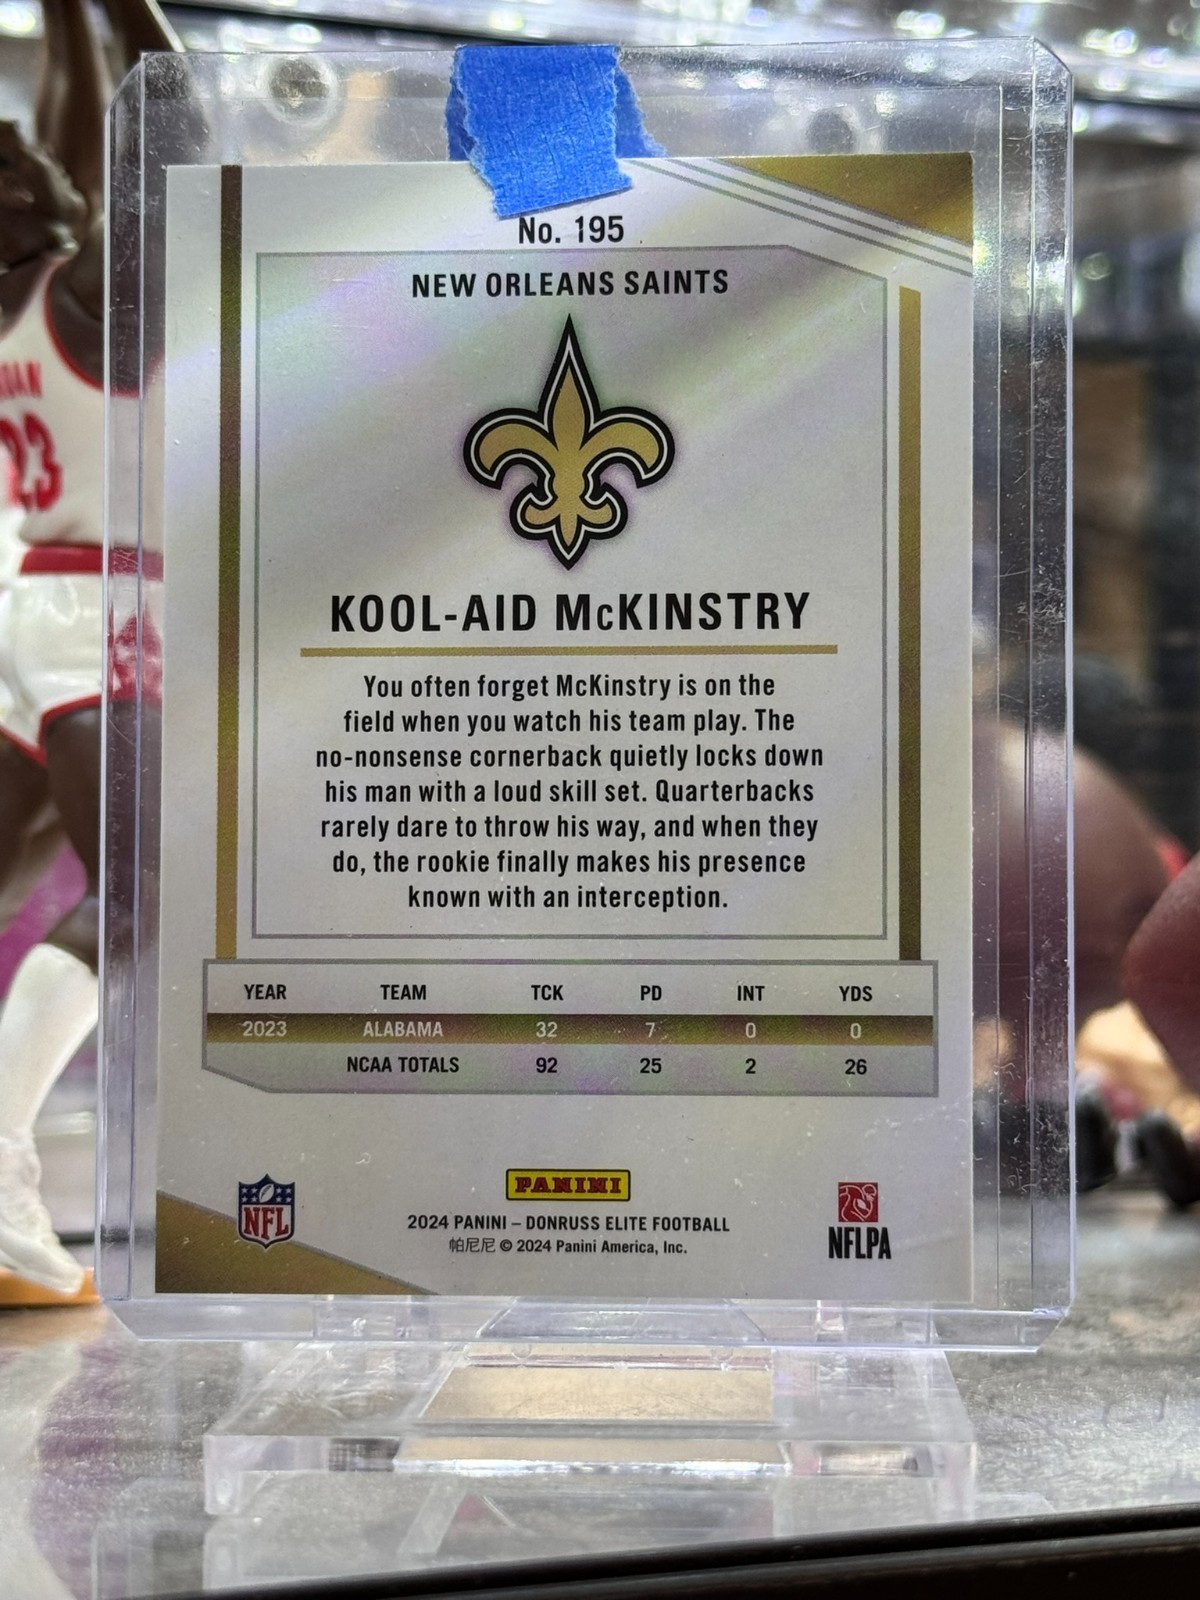 No. 195
NEW ORLEANS SAINTS
KOOL-AID McKINSTRY
You often forget McKinstry is on the
field when you watch his team play. The
no-nonsense cornerback quietly locks down
his man with a loud skill set. Quarterbacks
rarely dare to throw his way, and when they
do, the rookie finally makes his presence
known with an interception.
YEAR TEAM TCK PD INT YDS
2023 ALABAMA 32 7 0 0
NCAA TOTALS 92 25 2 26
NFL
PANINI
2024 PANINI – DONRUSS ELITE FOOTBALL
帕尼尼 © 2024 Panini America, Inc.
NFLPA
23